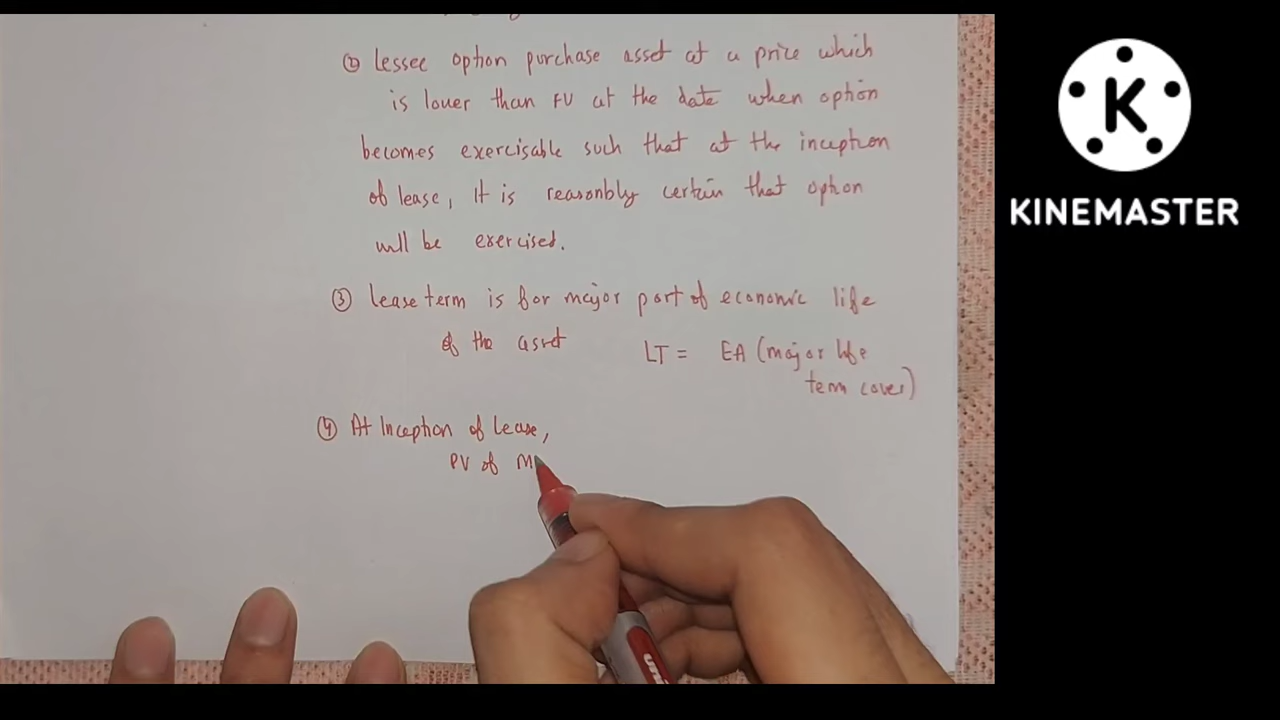 ② Lessee option purchase asset at a price which
is lower than FV at the date when option
becomes exercisable such that at the inception
of lease, It is reasonbly certain that option
will be exercised.
③ Lease term is for major part of economic life
of the asset
LT = EA (major life
term cover)
④ At Inception of Lease,
PV of M
K
KINEMASTER